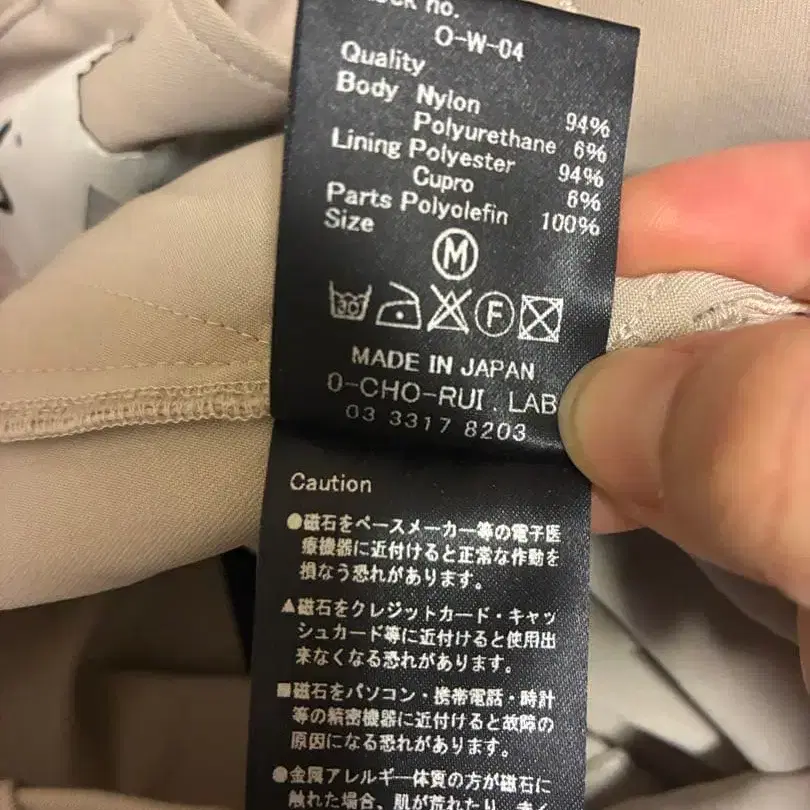 ock no.
O-W-04
Quality
Body Nylon 94%
Polyurethane 6%
Lining Polyester 94%
Cupro 6%
Parts Polyolefin 100%
Size
M
30 F
MADE IN JAPAN
0-CHO-RUI.LAB
03 3317 8203
Caution
●磁石をペースメーカー等の電子医
療機器に近付けると正常な作動を
損なう恐れがあります。
▲磁石をクレジットカード・キャッ
シュカード等に近付けると使用出
来なくなる恐れがあります。
■磁石をパソコン・携帯電話・時計
等の精密機器に近付けると故障の
原因になる恐れがあります。
●金属アレルギー体質の方が磁石に
触れた場合、肌が荒れたり、